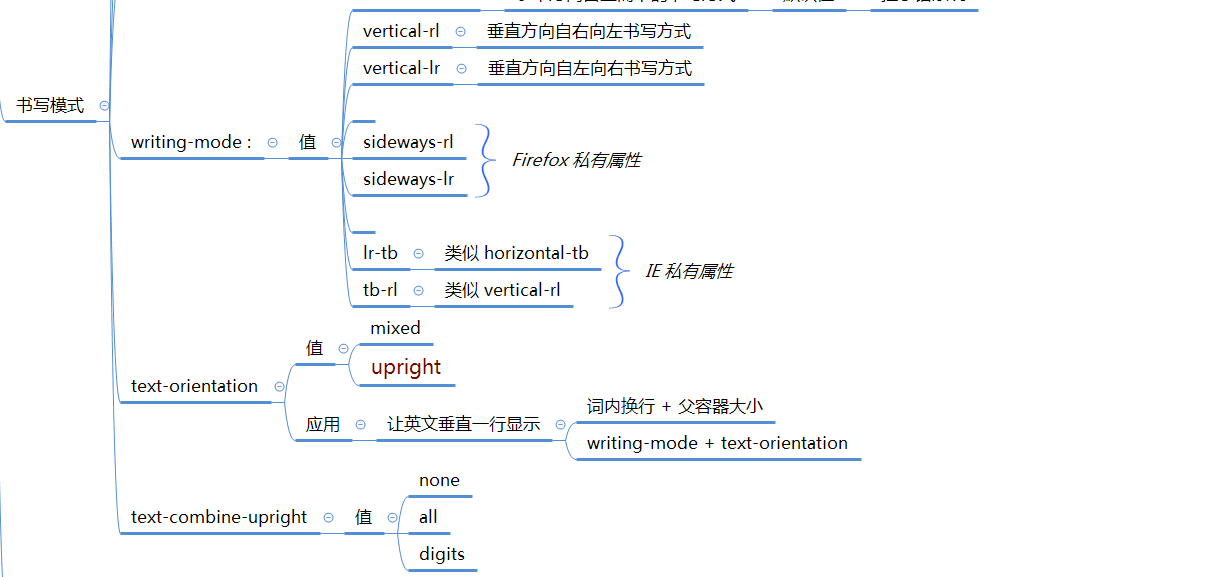 vertical-rl 垂直方向自右向左书写方式
vertical-lr 垂直方向自左向右书写方式
书写模式
writing-mode : 值
sideways-rl
Firefox 私有属性
sideways-lr
lr-tb 类似 horizontal-tb
IE 私有属性
tb-rl 类似 vertical-rl
mixed
值
upright
text-orientation
词内换行 + 父容器大小
应用 让英文垂直一行显示
writing-mode + text-orientation
none
text-combine-upright 值
all
digits